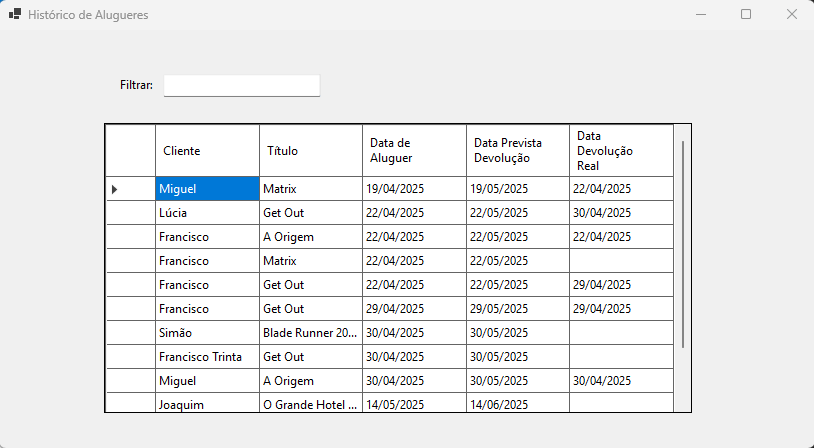 Histórico de Alugueres
Filtrar:
Cliente Título Data de Aluguer Data Prevista Devolução Data Devolução Real
Miguel Matrix 19/04/2025 19/05/2025 22/04/2025
Lúcia Get Out 22/04/2025 22/05/2025 30/04/2025
Francisco A Origem 22/04/2025 22/05/2025 22/04/2025
Francisco Matrix 22/04/2025 22/05/2025
Francisco Get Out 22/04/2025 22/05/2025 29/04/2025
Francisco Get Out 29/04/2025 29/05/2025 29/04/2025
Simão Blade Runner 20... 30/04/2025 30/05/2025
Francisco Trinta Get Out 30/04/2025 30/05/2025
Miguel A Origem 30/04/2025 30/05/2025 30/04/2025
Joaquim O Grande Hotel ... 14/05/2025 14/06/2025